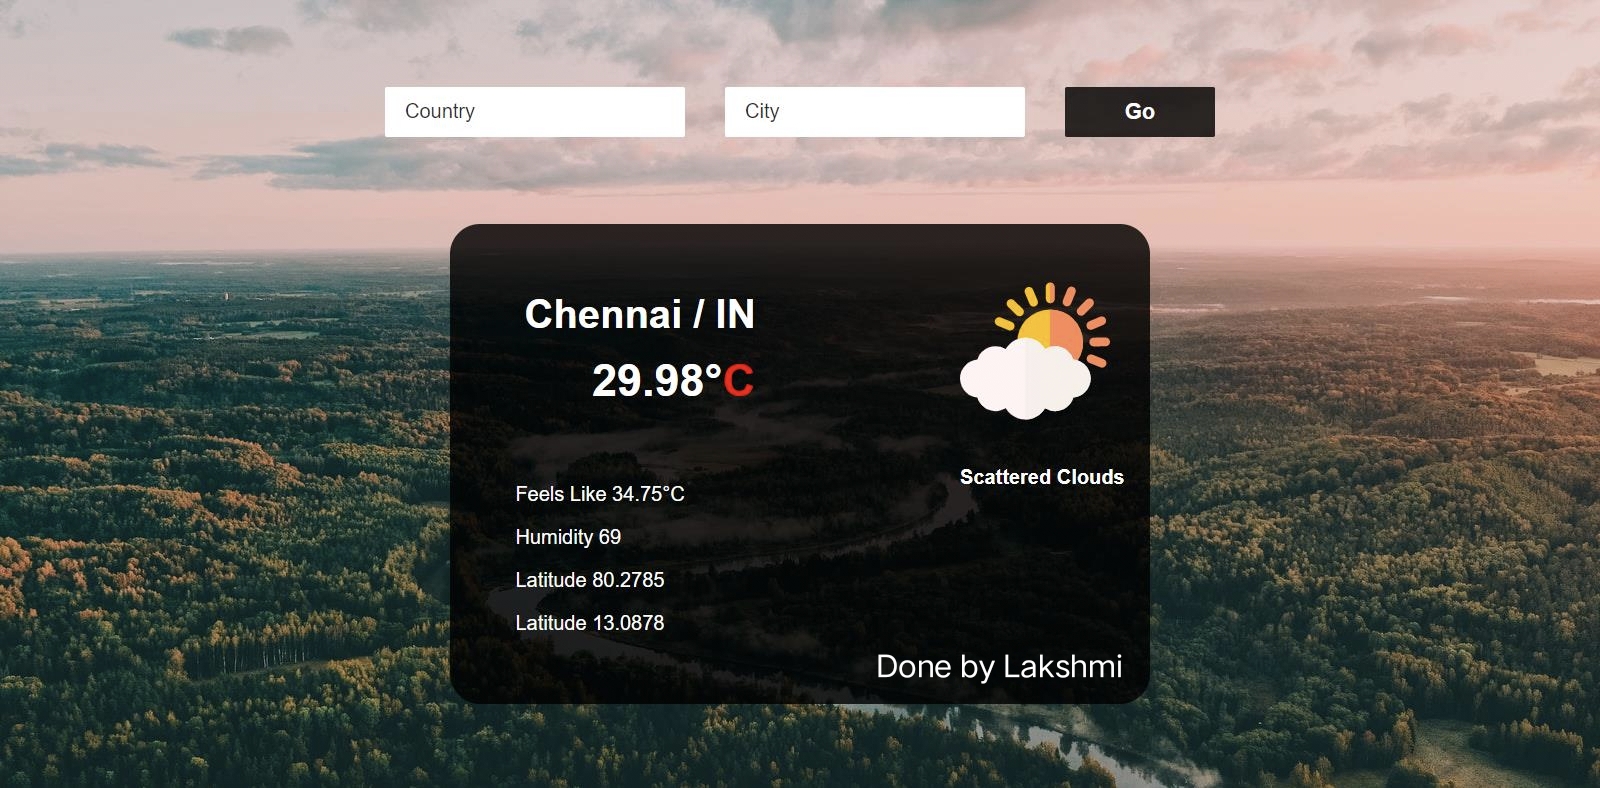 Country
City
Go
Chennai / IN
29.98°C
Scattered Clouds
Feels Like 34.75°C
Humidity 69
Latitude 80.2785
Latitude 13.0878
Done by Lakshmi